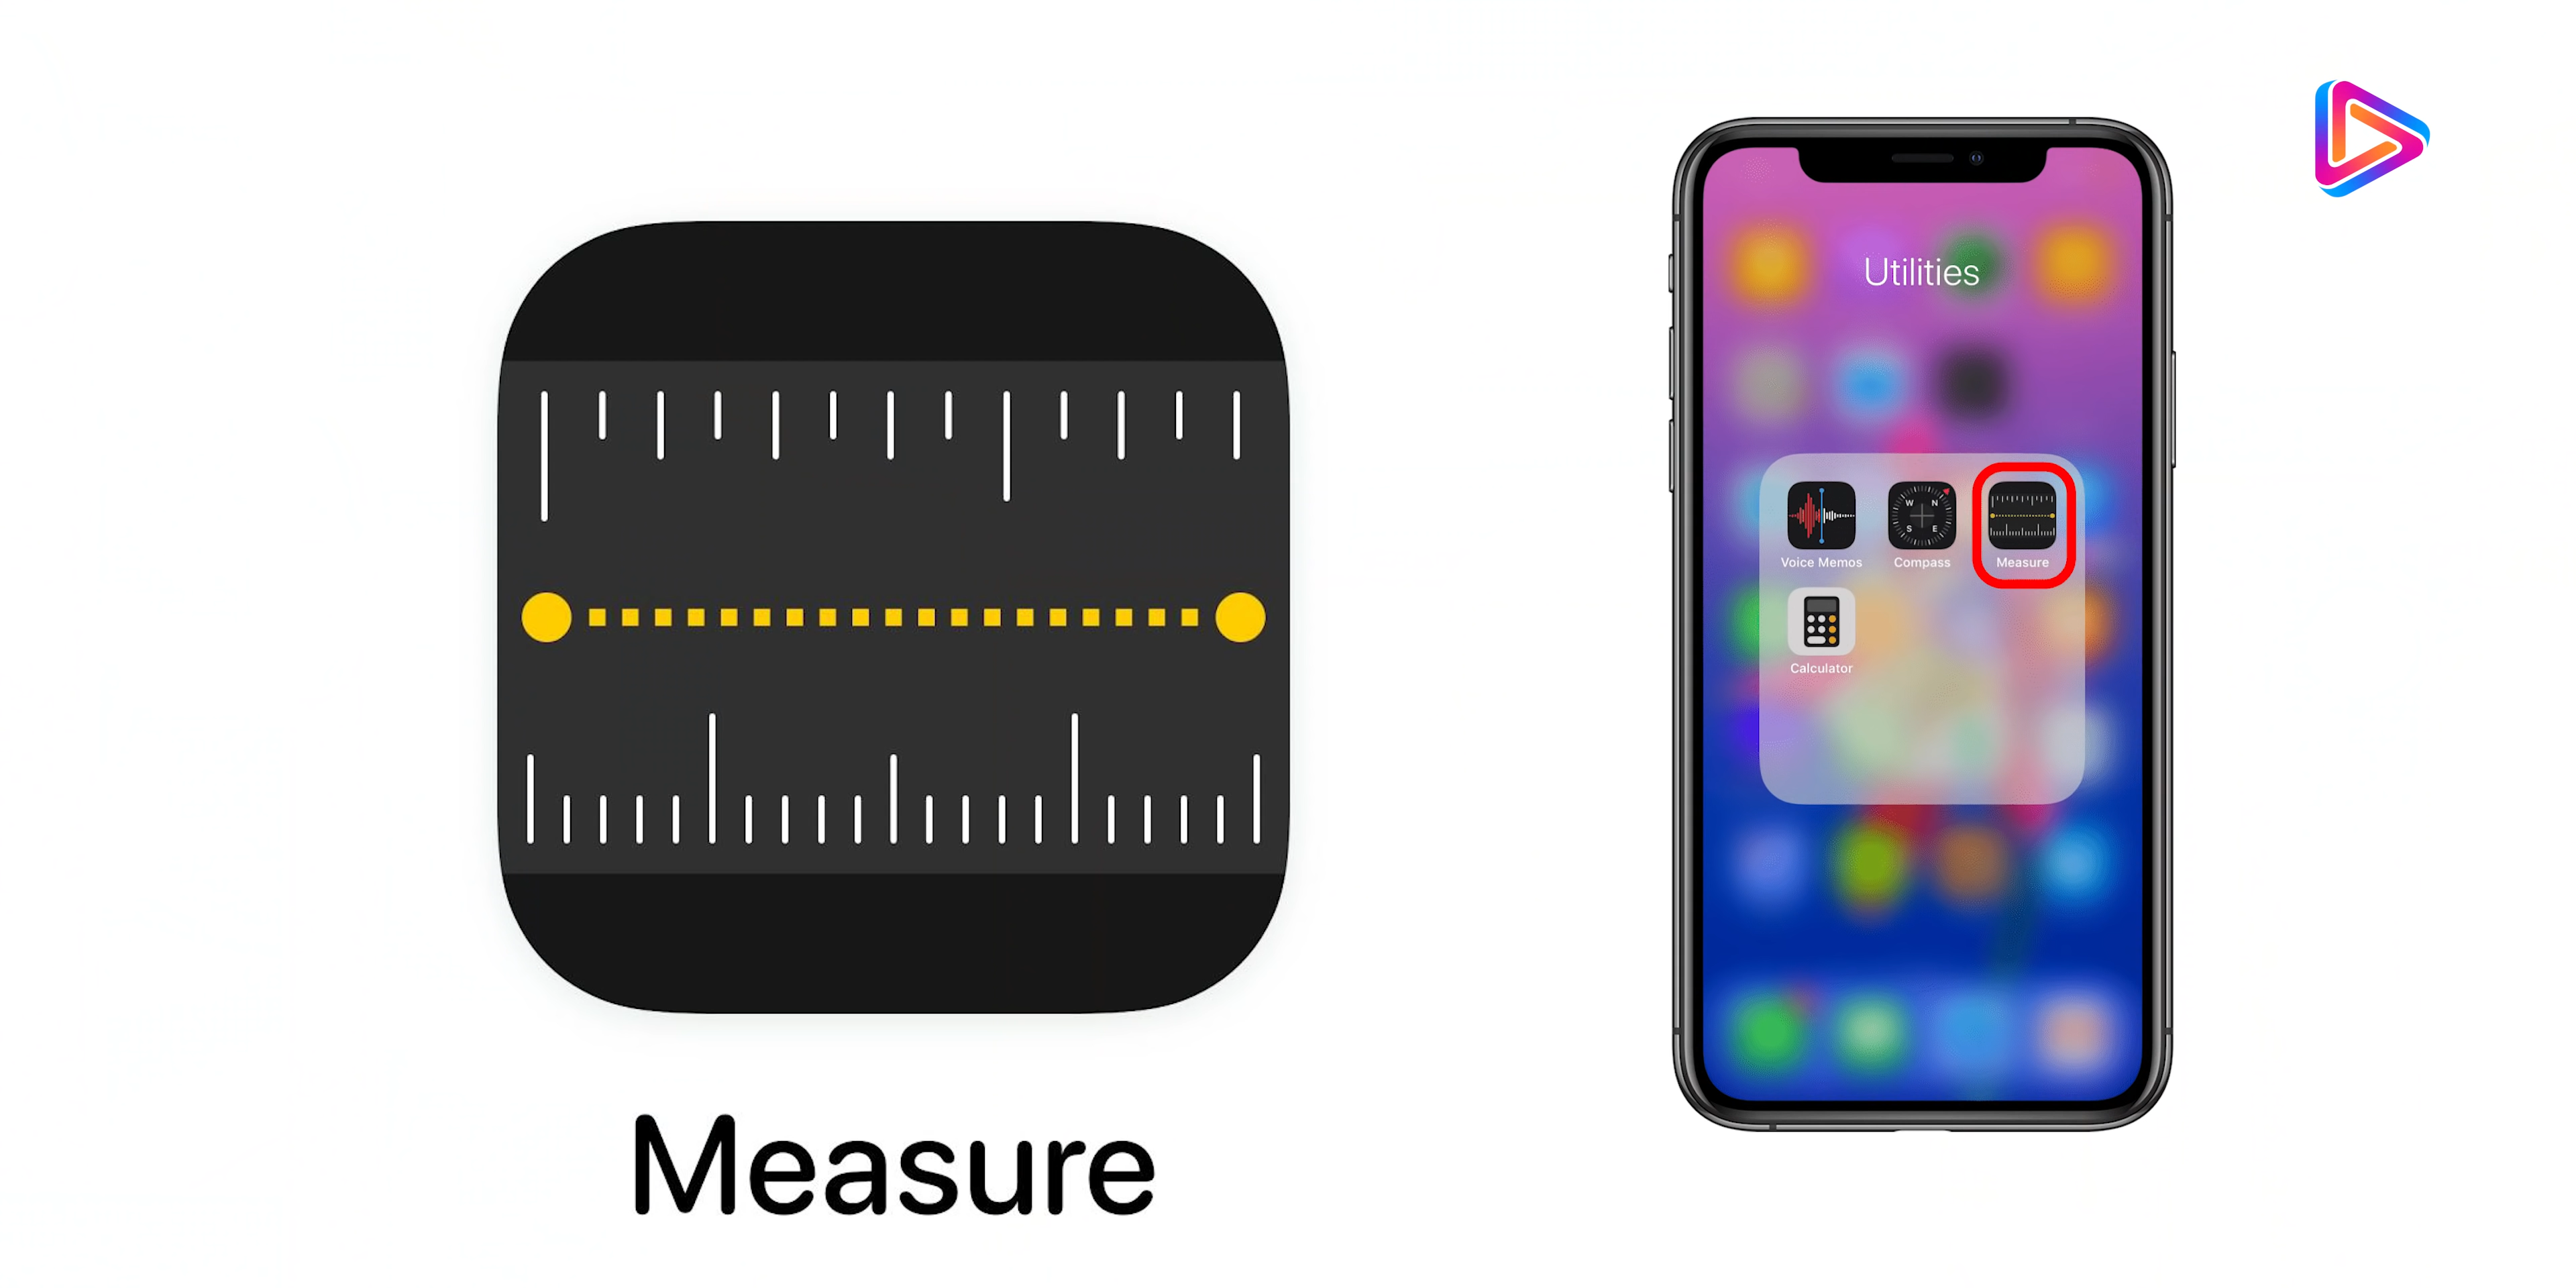 Measure
Utilities
W N
S E
Voice Memos Compass Measure
Calculator